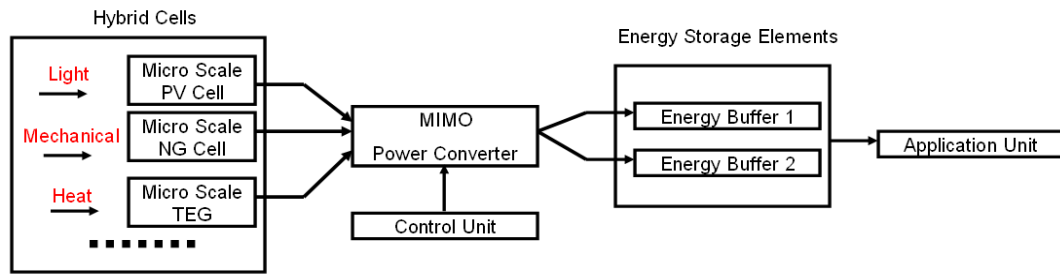 Hybrid Cells
Light
Micro Scale
PV Cell
Mechanical
Micro Scale
NG Cell
Heat
Micro Scale
TEG
MIMO
Power Converter
Control Unit
Energy Storage Elements
Energy Buffer 1
Energy Buffer 2
Application Unit